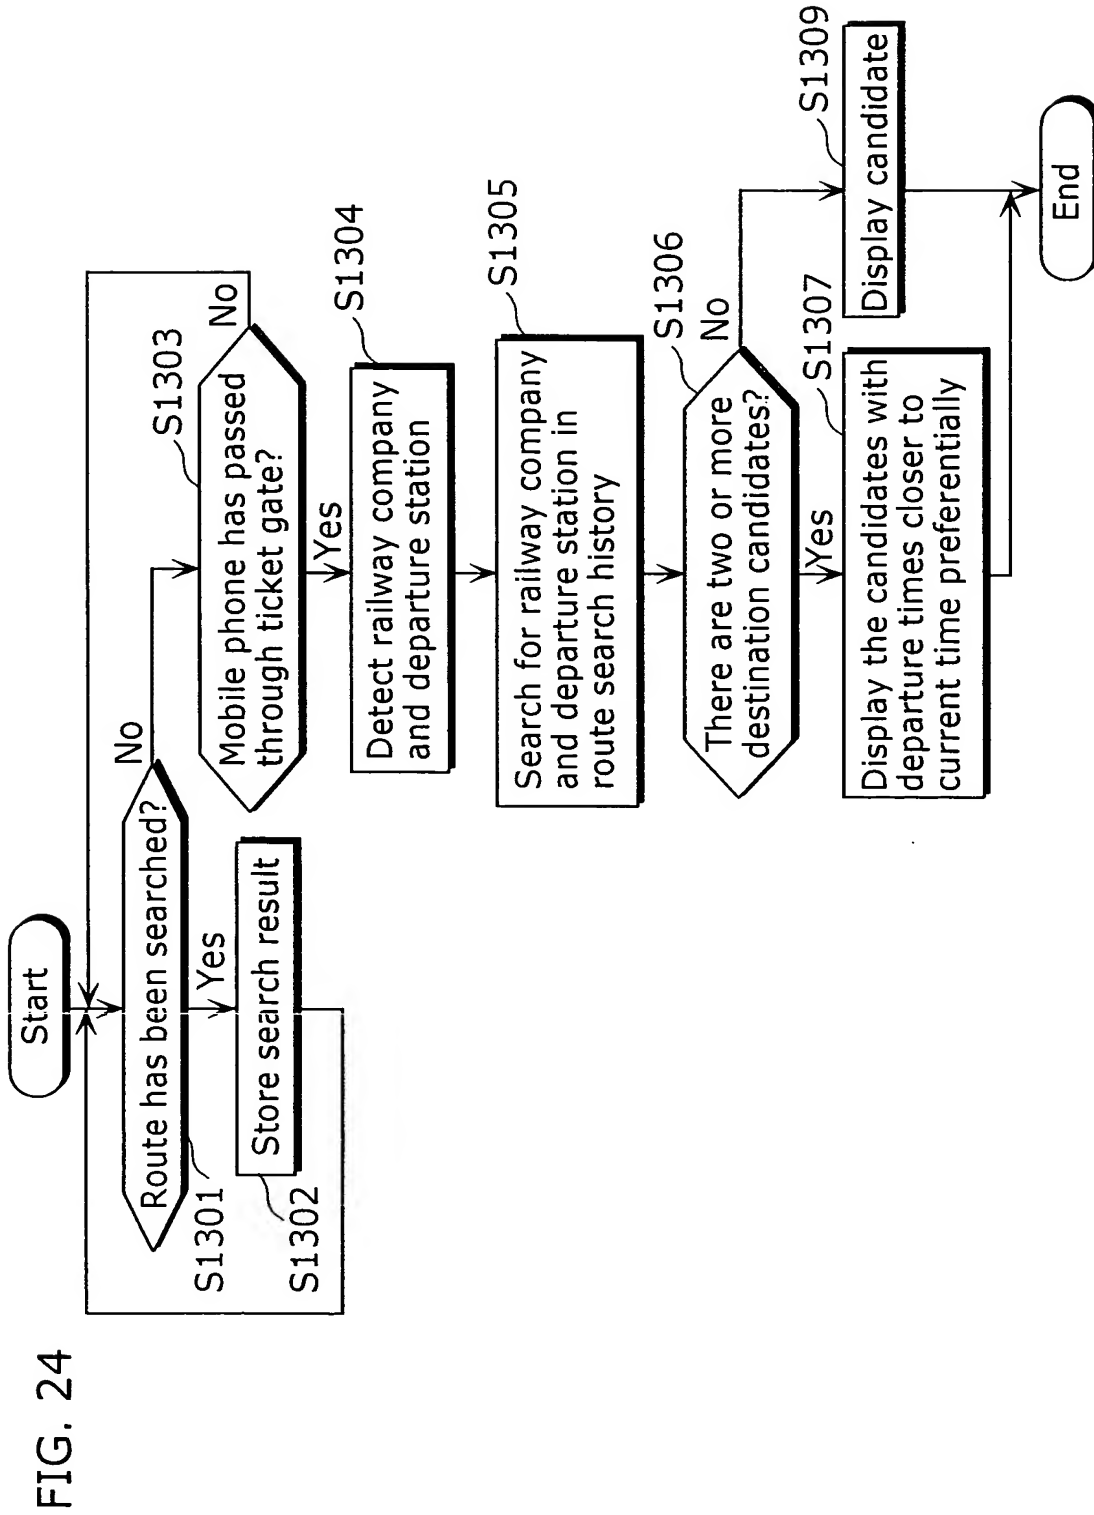 FIG. 24
Start
Route has been searched?
S1301
No
Yes
Store search result
S1302
S1303
Mobile phone has passed
through ticket gate?
No
Yes
S1304
Detect railway company
and departure station
S1305
Search for railway company
and departure station in
route search history
S1306
There are two or more
destination candidates?
No
Yes
S1307
Display the candidates with
departure times closer to
current time preferentially
S1309
Display candidate
End